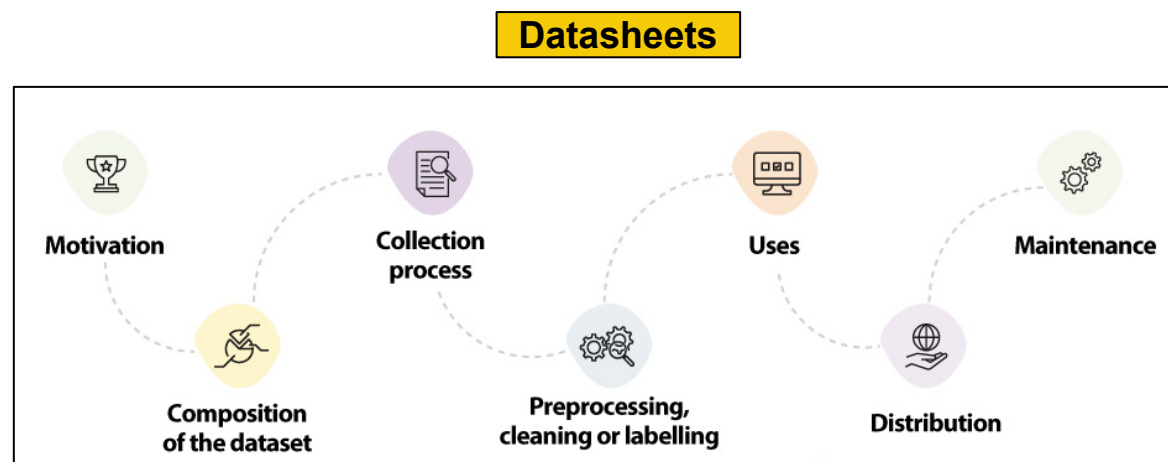 Datasheets
Motivation
Composition
of the dataset
Collection
process
Preprocessing,
cleaning or labelling
Uses
Distribution
Maintenance